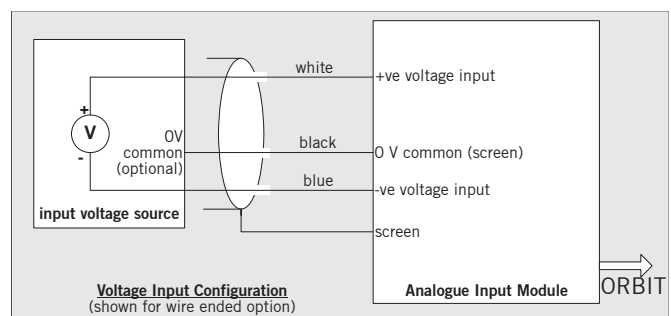 white
+ve voltage input
+
V
-
0V
common
(optional)
black
0 V common (screen)
blue
-ve voltage input
input voltage source
screen
ORBIT
Voltage Input Configuration
(shown for wire ended option)
Analogue Input Module